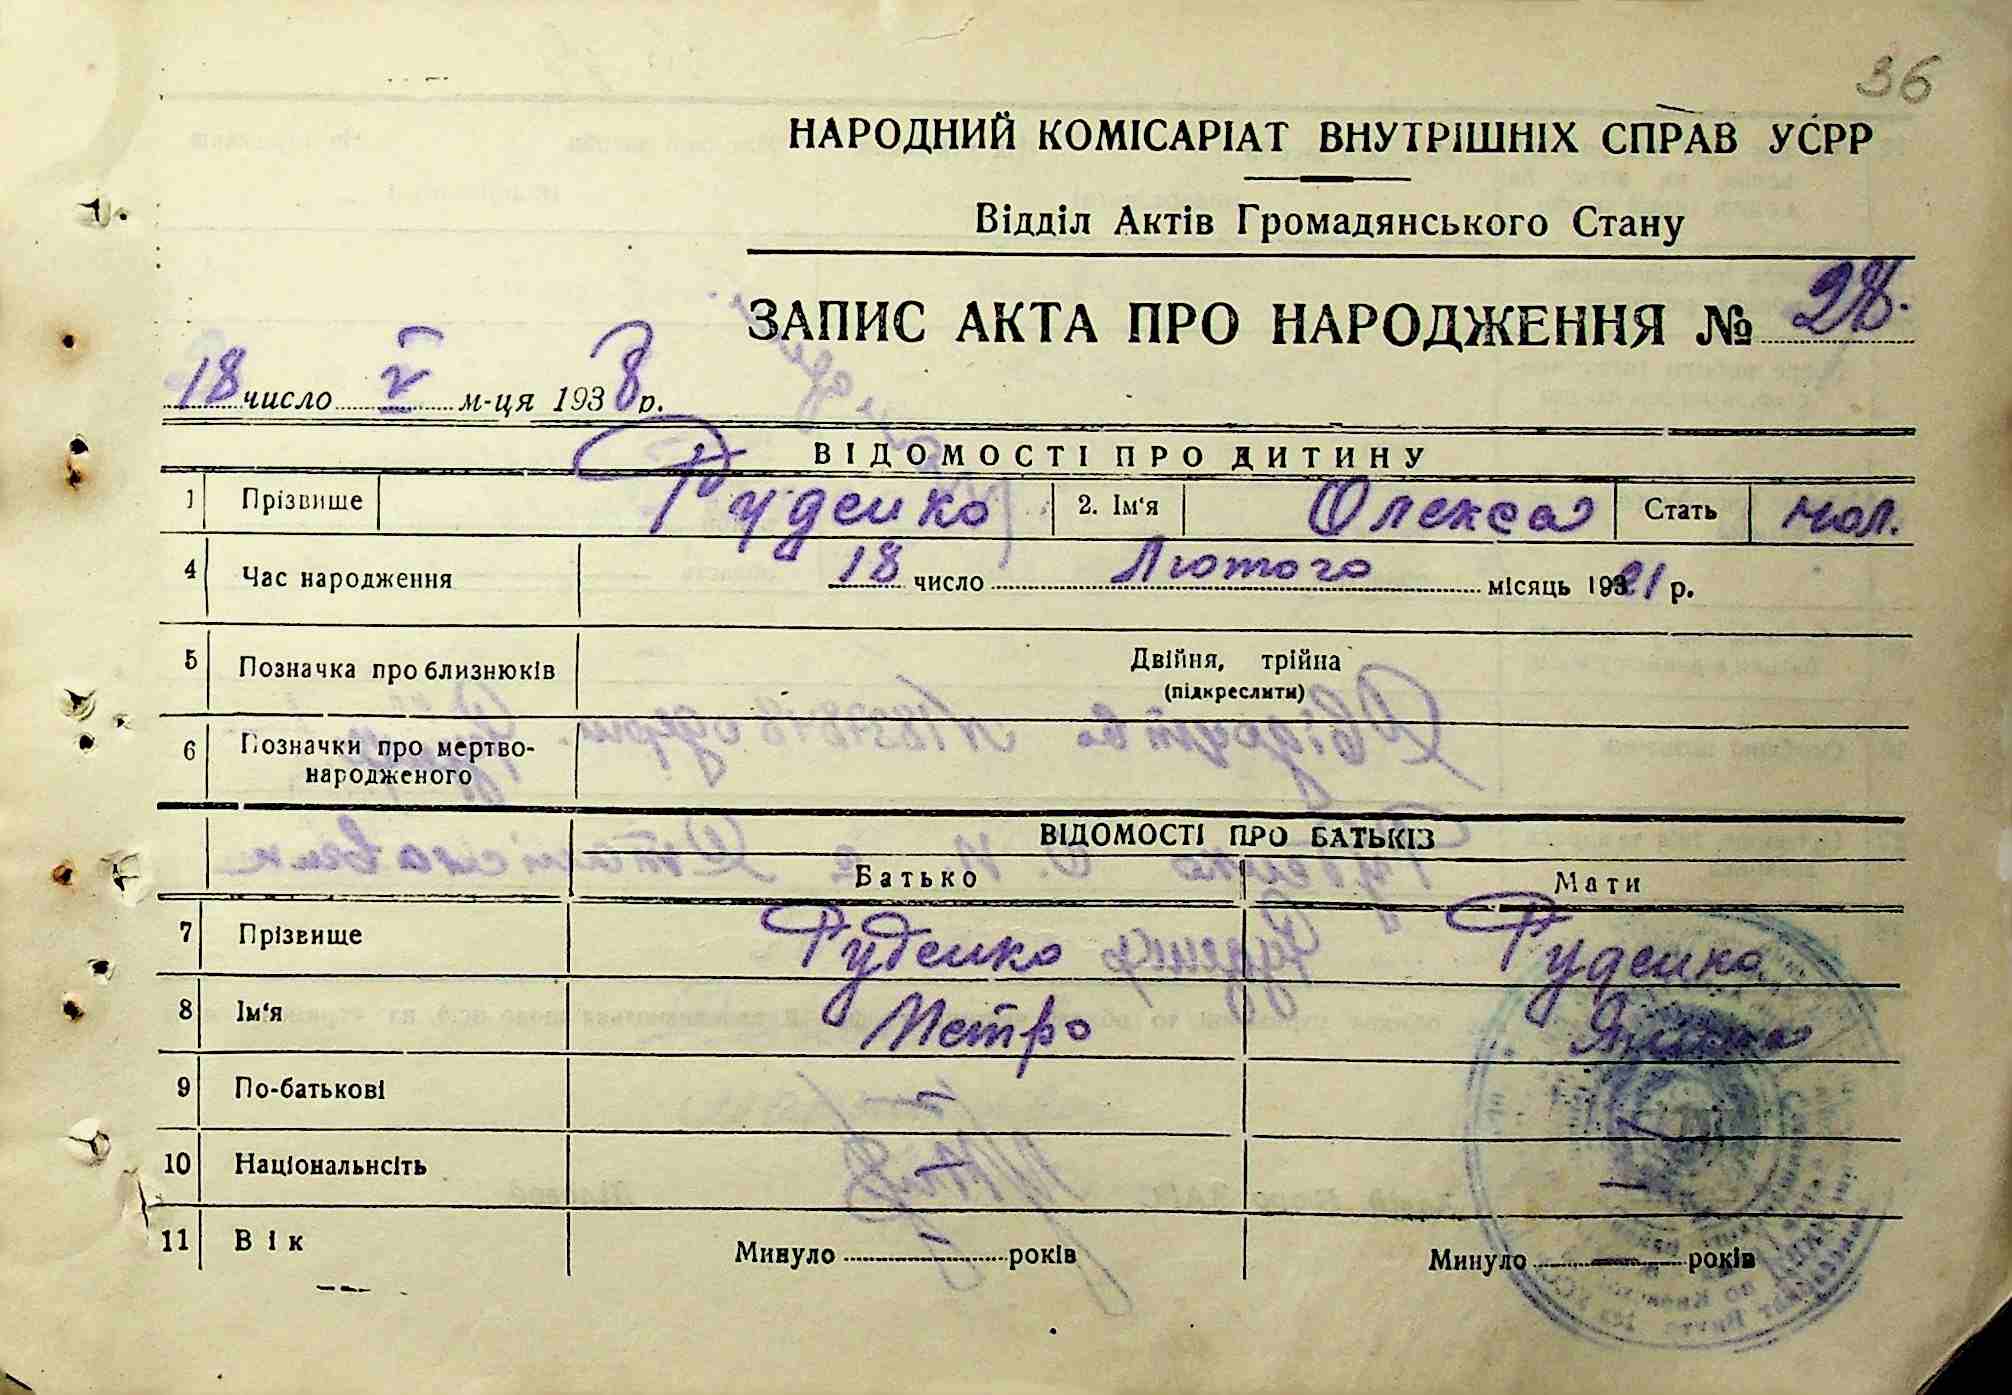 36
НАРОДНИЙ КОМІСАРІАТ ВНУТРІШНІХ СПРАВ УСРР
Відділ Актів Громадянського Стану
ЗАПИС АКТА ПРО НАРОДЖЕННЯ № 28.
18 число V м-ця 1938 р.
ВІДОМОСТІ ПРО ДИТИНУ
1 Прізвище Руденко 2. Ім'я Олекса Стать чол.
4 Час народження 18 число Лютого місяць 1921 р.
5 Позначка про близнюків Двійня, трійна
(підкреслити)
6 Позначки про мертво-
народженого
ВІДОМОСТІ ПРО БАТЬКІВ
Батько Мати
7 Прізвище Руденко Руденко
8 Ім'я Петро
9 По-батькові — —
10 Національнсіть — —
11 Вік Минуло років Минуло — років